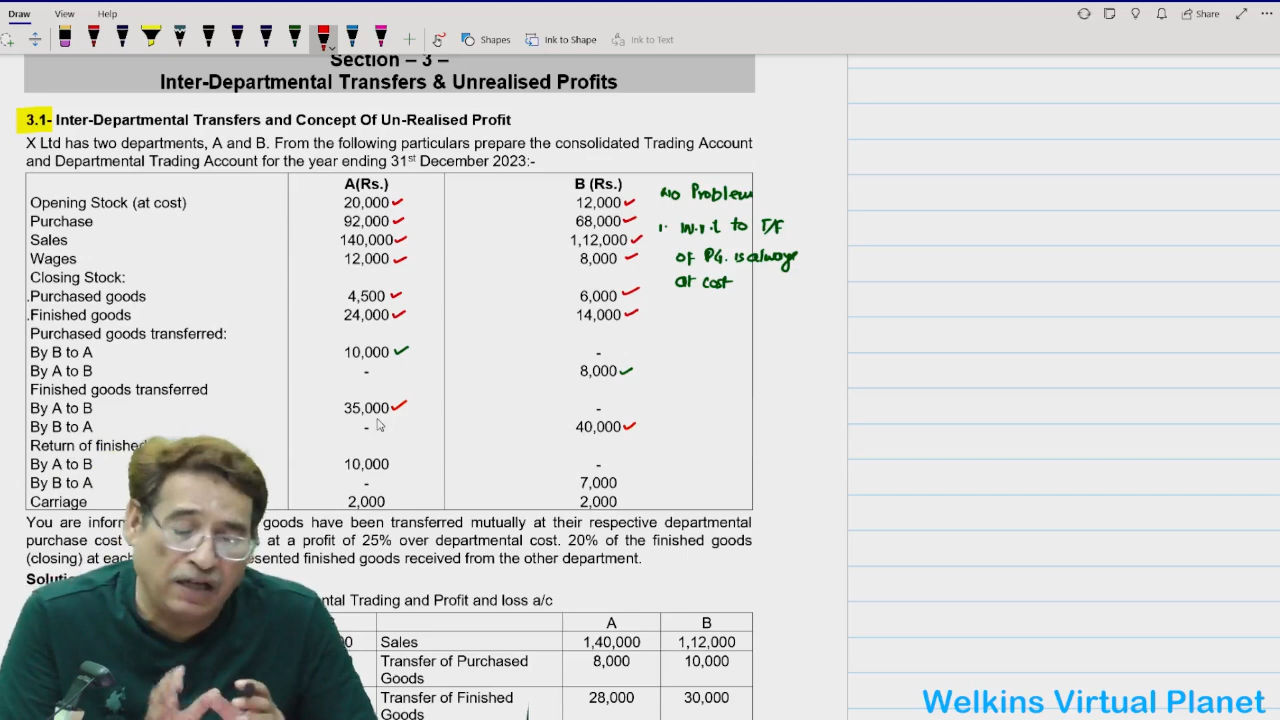 Draw View Help
Share
Shapes Ink to Shape Ink to Text
Section – 3 –
Inter-Departmental Transfers & Unrealised Profits
3.1- Inter-Departmental Transfers and Concept Of Un-Realised Profit
X Ltd has two departments, A and B. From the following particulars prepare the consolidated Trading Account
and Departmental Trading Account for the year ending 31st December 2023:-
A(Rs.) B (Rs.)
Opening Stock (at cost) 20,000 12,000
Purchase 92,000 68,000
Sales 140,000 1,12,000
Wages 12,000 8,000
Closing Stock:
Purchased goods 4,500 6,000
Finished goods 24,000 14,000
Purchased goods transferred:
By B to A 10,000 -
By A to B - 8,000
Finished goods transferred
By A to B 35,000 -
By B to A - 40,000
Return of finished
By A to B 10,000 -
By B to A - 7,000
Carriage 2,000 2,000
No Problem
w.r.t to T/F
of PG. is always
at cost
You are inform goods have been transferred mutually at their respective departmental
purchase cost at a profit of 25% over departmental cost. 20% of the finished goods
(closing) at each esented finished goods received from the other department.
Solutio
ntal Trading and Profit and loss a/c
A B
0 Sales 1,40,000 1,12,000
Transfer of Purchased Goods 8,000 10,000
Transfer of Finished Goods 28,000 30,000
Welkins Virtual Planet